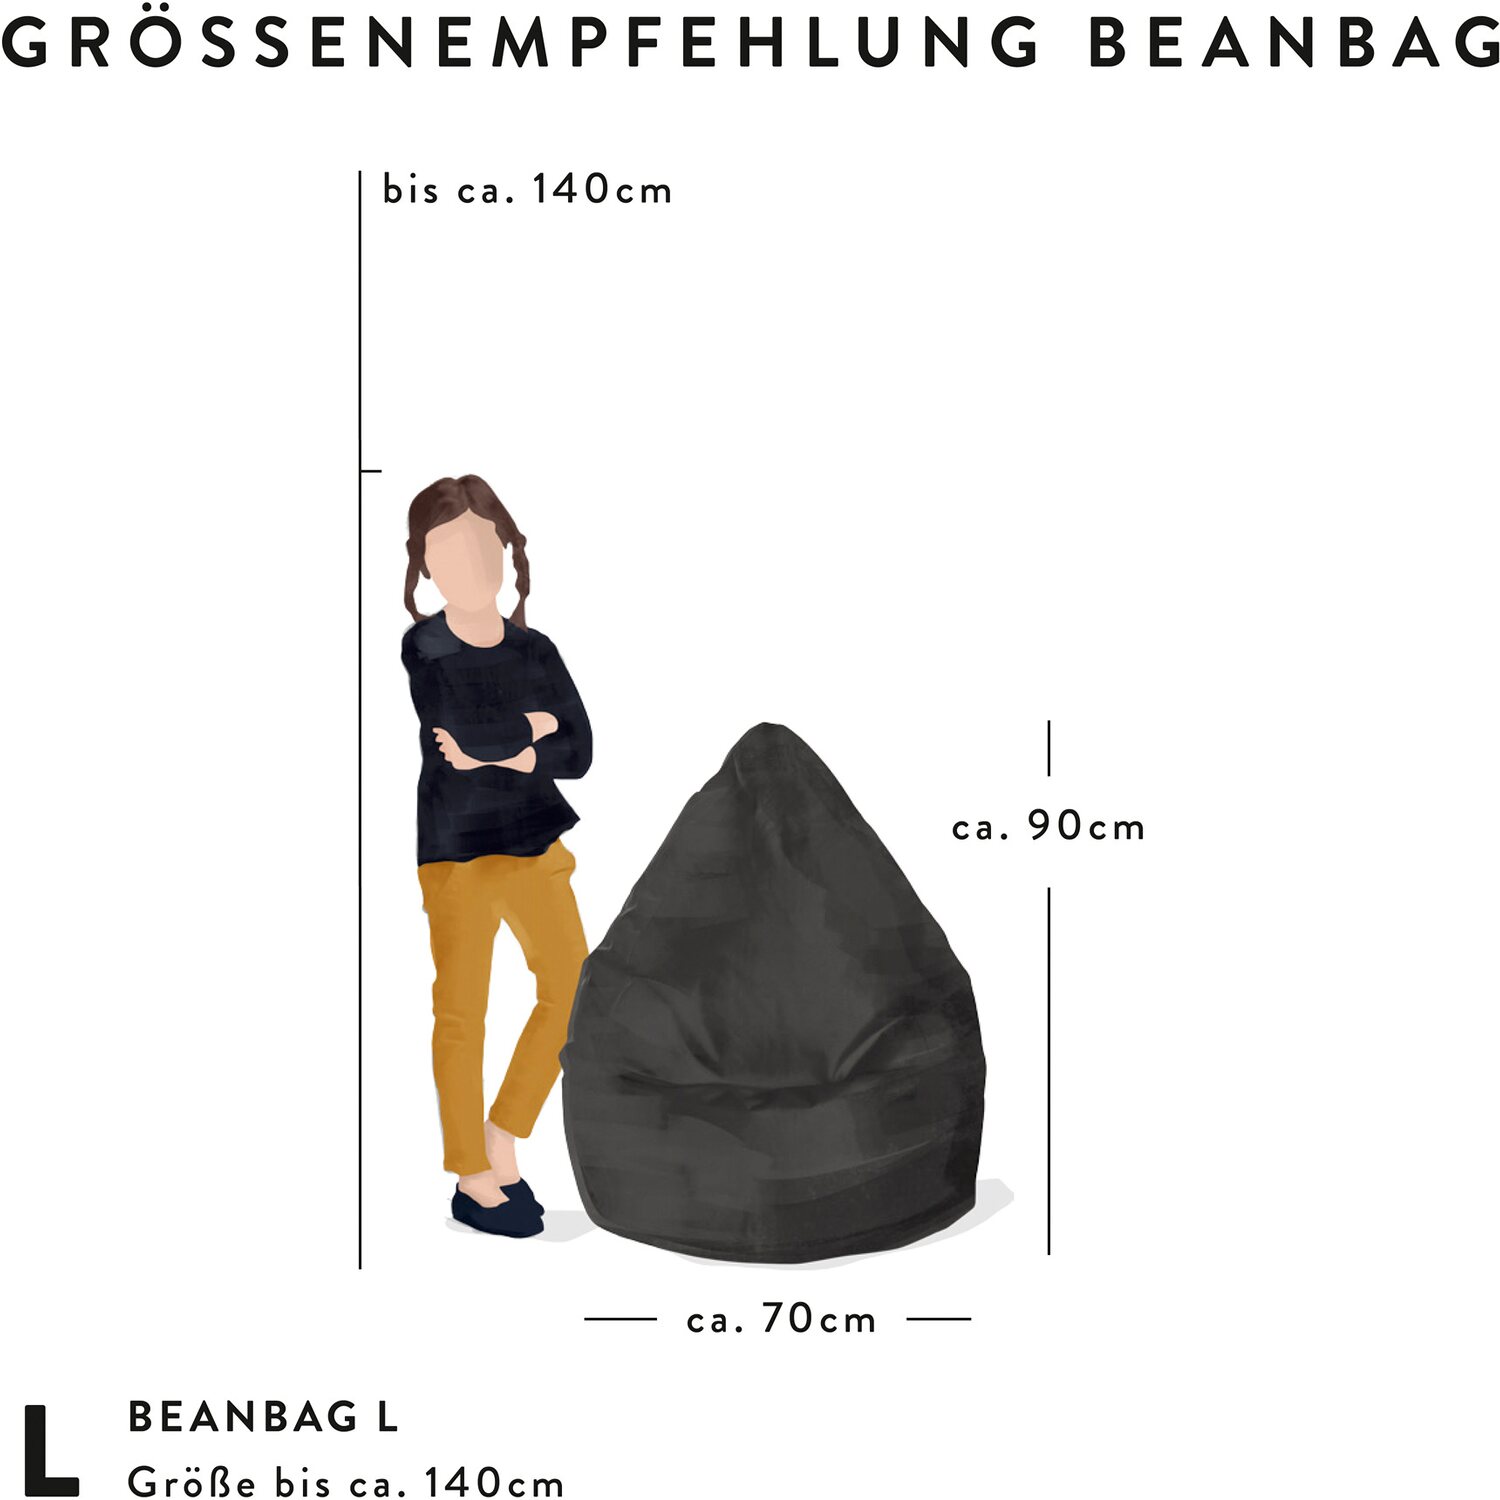 GRÖSSENEMPFEHLUNG BEANBAG
bis ca. 140cm
ca. 90cm
ca. 70cm
L
BEANBAG L
Größe bis ca. 140cm